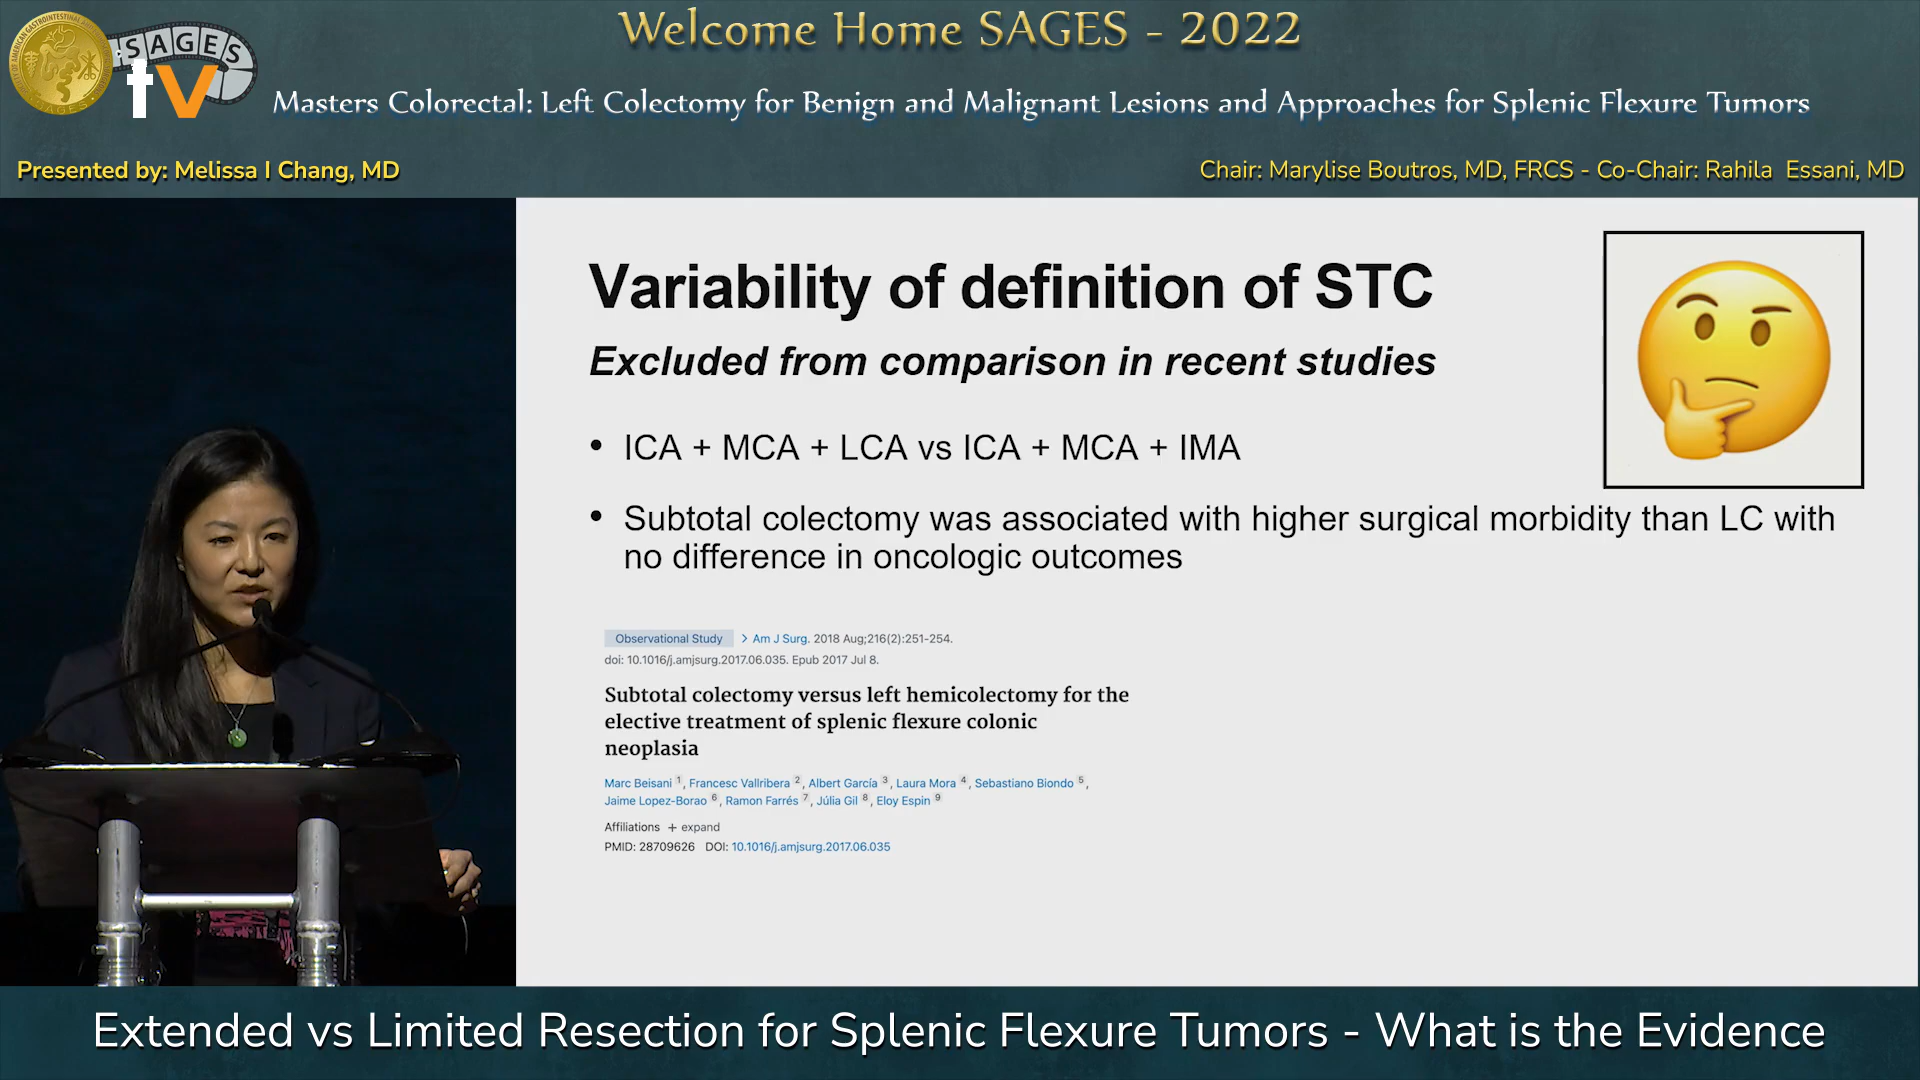 Welcome Home SAGES - 2022
SAGES
tv
Masters Colorectal: Left Colectomy for Benign and Malignant Lesions and Approaches for Splenic Flexure Tumors
Presented by: Melissa I Chang, MD
Chair: Marylise Boutros, MD, FRCS - Co-Chair: Rahila Essani, MD
Variability of definition of STC
Excluded from comparison in recent studies
• ICA + MCA + LCA vs ICA + MCA + IMA
• Subtotal colectomy was associated with higher surgical morbidity than LC with
no difference in oncologic outcomes
Observational Study > Am J Surg. 2018 Aug;216(2):251-254.
doi: 10.1016/j.amjsurg.2017.06.035. Epub 2017 Jul 8.
Subtotal colectomy versus left hemicolectomy for the
elective treatment of splenic flexure colonic
neoplasia
Marc Beisani 1, Francesc Vallribera 2, Albert García 3, Laura Mora 4, Sebastiano Biondo 5,
Jaime Lopez-Borao 6, Ramon Farrés 7, Júlia Gil 8, Eloy Espin 9
Affiliations + expand
PMID: 28709626 DOI: 10.1016/j.amjsurg.2017.06.035
Extended vs Limited Resection for Splenic Flexure Tumors - What is the Evidence